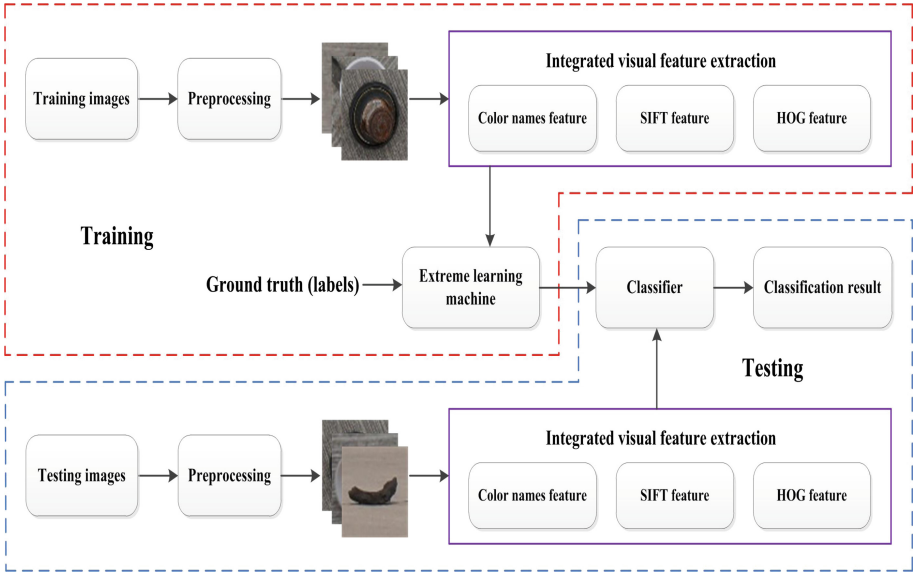 Integrated visual feature extraction
Training images
Preprocessing
Color names feature
SIFT feature
HOG feature
Training
Ground truth (labels)
Extreme learning
machine
Classifier
Classification result
Testing
Integrated visual feature extraction
Testing images
Preprocessing
Color names feature
SIFT feature
HOG feature